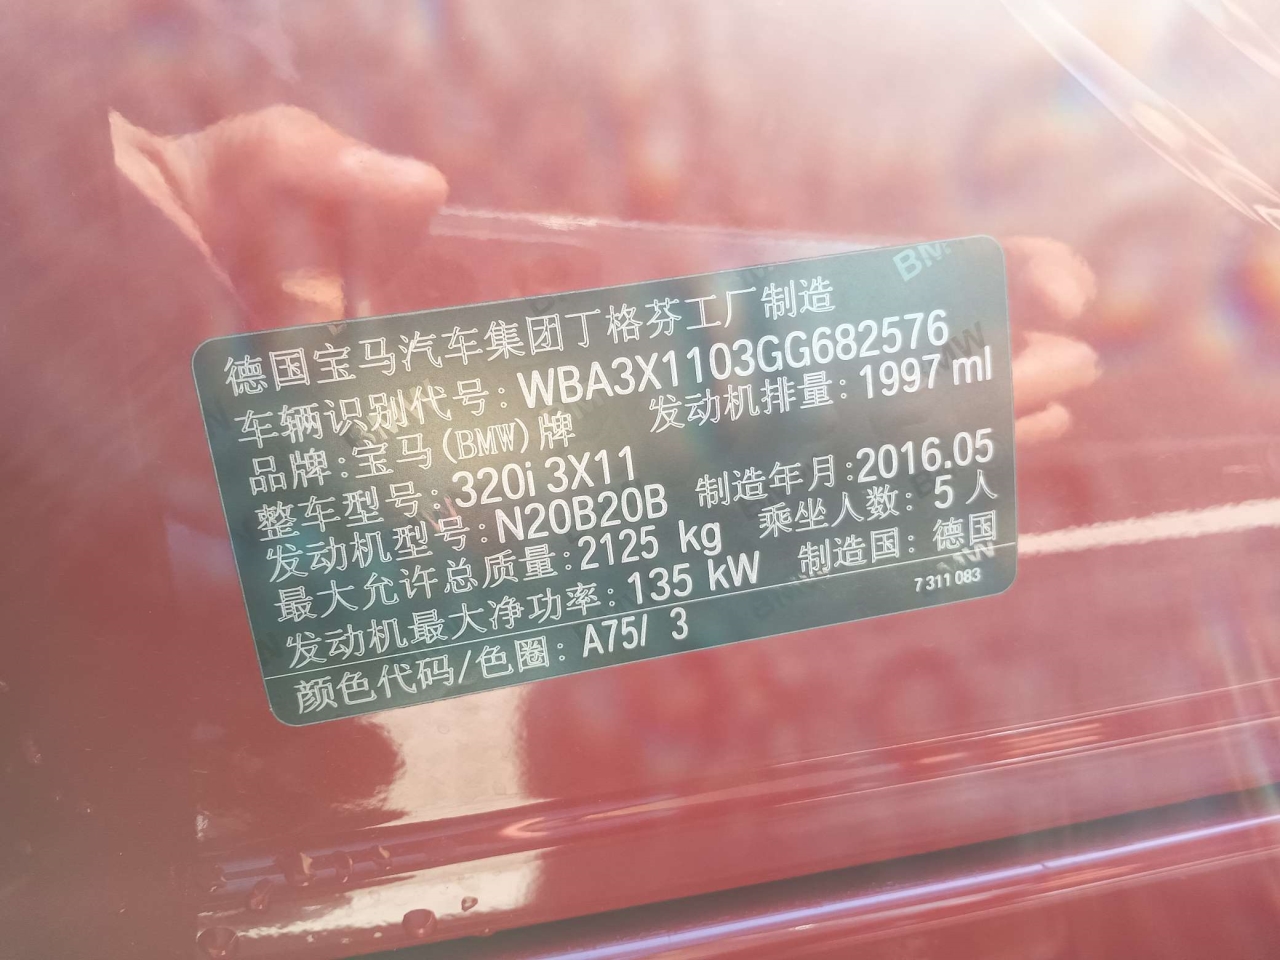 德国宝马汽车集团丁格芬工厂制造
车辆识别代号: WBA3X1103GG682576
品牌:宝马(BMW)牌 发动机排量: 1997 ml
整车型号: 320i 3X11
发动机型号: N20B20B 制造年月:2016.05
最大允许总质量:2125 kg 乘坐人数: 5 人
发动机最大净功率: 135 kW 制造国: 德国
颜色代码/色圈: A75/ 3
7 311 083
BMW